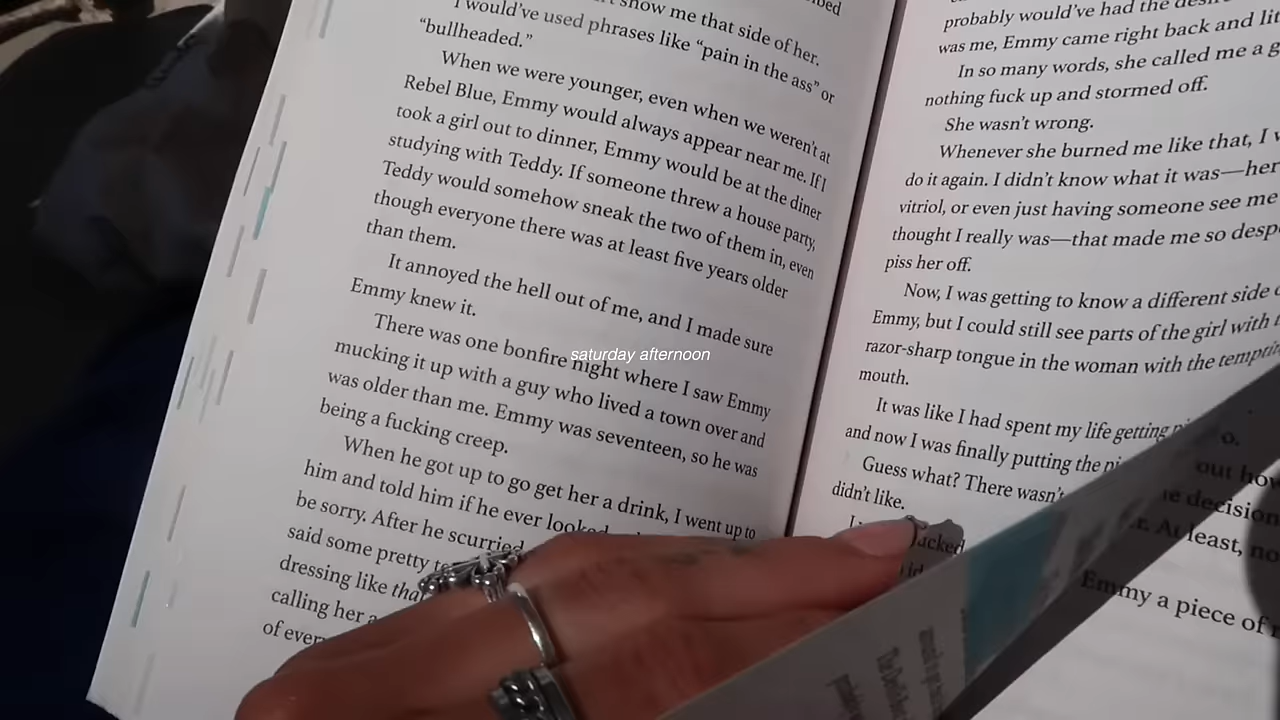 show me that side of her.
I would've used phrases like "pain in the ass" or
"bullheaded."
When we were younger, even when we weren't at
Rebel Blue, Emmy would always appear near me. If I
took a girl out to dinner, Emmy would be at the diner
studying with Teddy. If someone threw a house party,
Teddy would somehow sneak the two of them in, even
though everyone there was at least five years older
than them.
It annoyed the hell out of me, and I made sure
Emmy knew it.
There was one bonfire night where I saw Emmy
mucking it up with a guy who lived a town over and
was older than me. Emmy was seventeen, so he was
being a fucking creep.
When he got up to go get her a drink, I went up to
him and told him if he ever looked
be sorry. After he scurried
said some pretty
dressing like
calling her a
of ever
probably would've had the
was me, Emmy came right back and
In so many words, she called me a
nothing fuck up and stormed off.
She wasn't wrong.
Whenever she burned me like that, I
do it again. I didn't know what it was—her
vitriol, or even just having someone see me
thought I really was—that made me so
piss her off.
Now, I was getting to know a different side
Emmy, but I could still see parts of the girl with
razor-sharp tongue in the woman with the
mouth.
It was like I had spent my life getting
and now I was finally putting the
Guess what? There wasn't
didn't like.
saturday afternoon
out how
decision
At least, no
Emmy a piece of